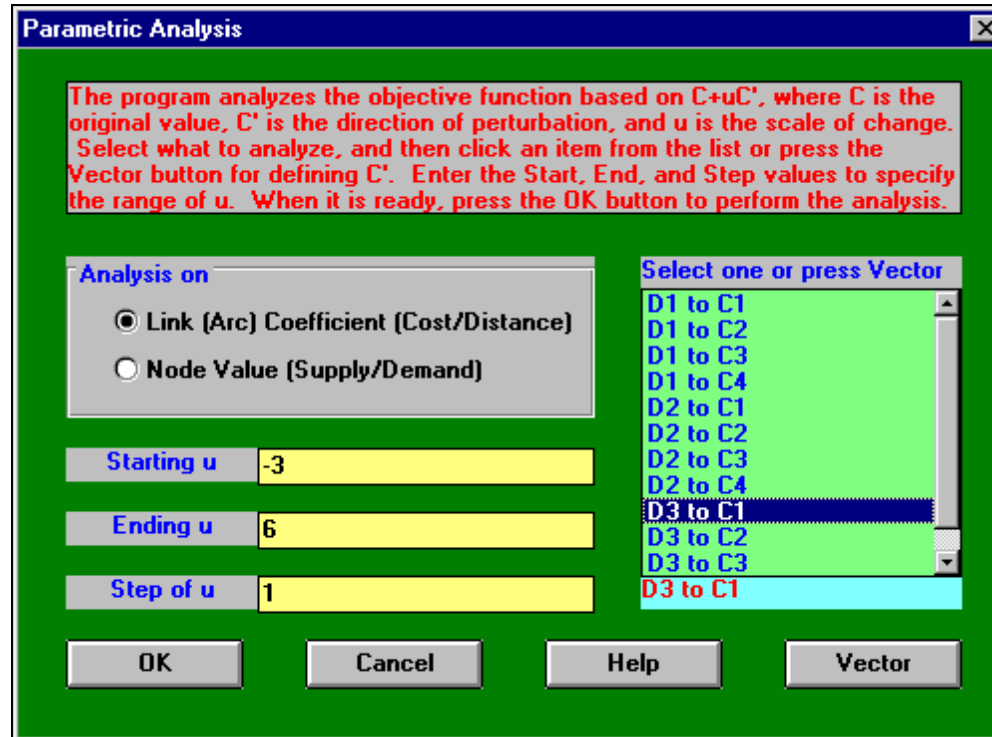 Parametric Analysis
The program analyzes the objective function based on C+uC', where C is the
original value, C' is the direction of perturbation, and u is the scale of change.
Select what to analyze, and then click an item from the list or press the
Vector button for defining C'. Enter the Start, End, and Step values to specify
the range of u. When it is ready, press the OK button to perform the analysis.
Analysis on
Link (Arc) Coefficient (Cost/Distance)
Node Value (Supply/Demand)
Starting u -3
Ending u 6
Step of u 1
Select one or press Vector
D1 to C1
D1 to C2
D1 to C3
D1 to C4
D2 to C1
D2 to C2
D2 to C3
D2 to C4
D3 to C1
D3 to C2
D3 to C3
D3 to C1
OK Cancel Help Vector